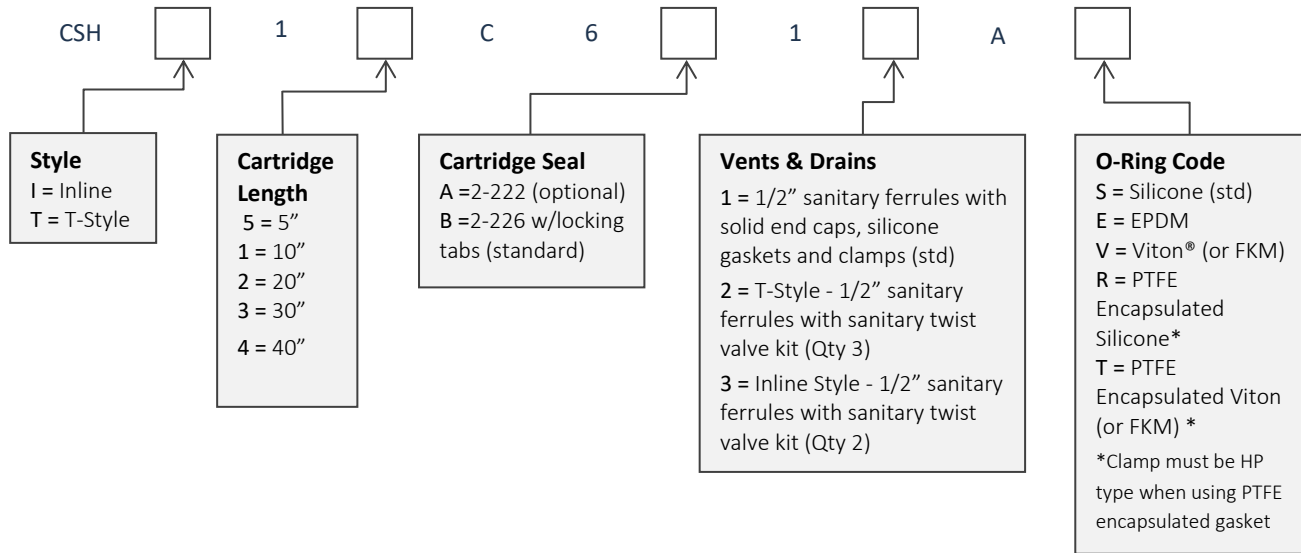 CSH 1 C 6 1 A
Style
I = Inline
T = T-Style
Cartridge
Length
5 = 5”
1 = 10”
2 = 20”
3 = 30”
4 = 40”
Cartridge Seal
A =2-222 (optional)
B =2-226 w/locking
tabs (standard)
Vents & Drains
1 = 1/2” sanitary ferrules with
solid end caps, silicone
gaskets and clamps (std)
2 = T-Style - 1/2” sanitary
ferrules with sanitary twist
valve kit (Qty 3)
3 = Inline Style - 1/2” sanitary
ferrules with sanitary twist
valve kit (Qty 2)
O-Ring Code
S = Silicone (std)
E = EPDM
V = Viton® (or FKM)
R = PTFE
Encapsulated
Silicone*
T = PTFE
Encapsulated Viton
(or FKM) *
*Clamp must be HP
type when using PTFE
encapsulated gasket